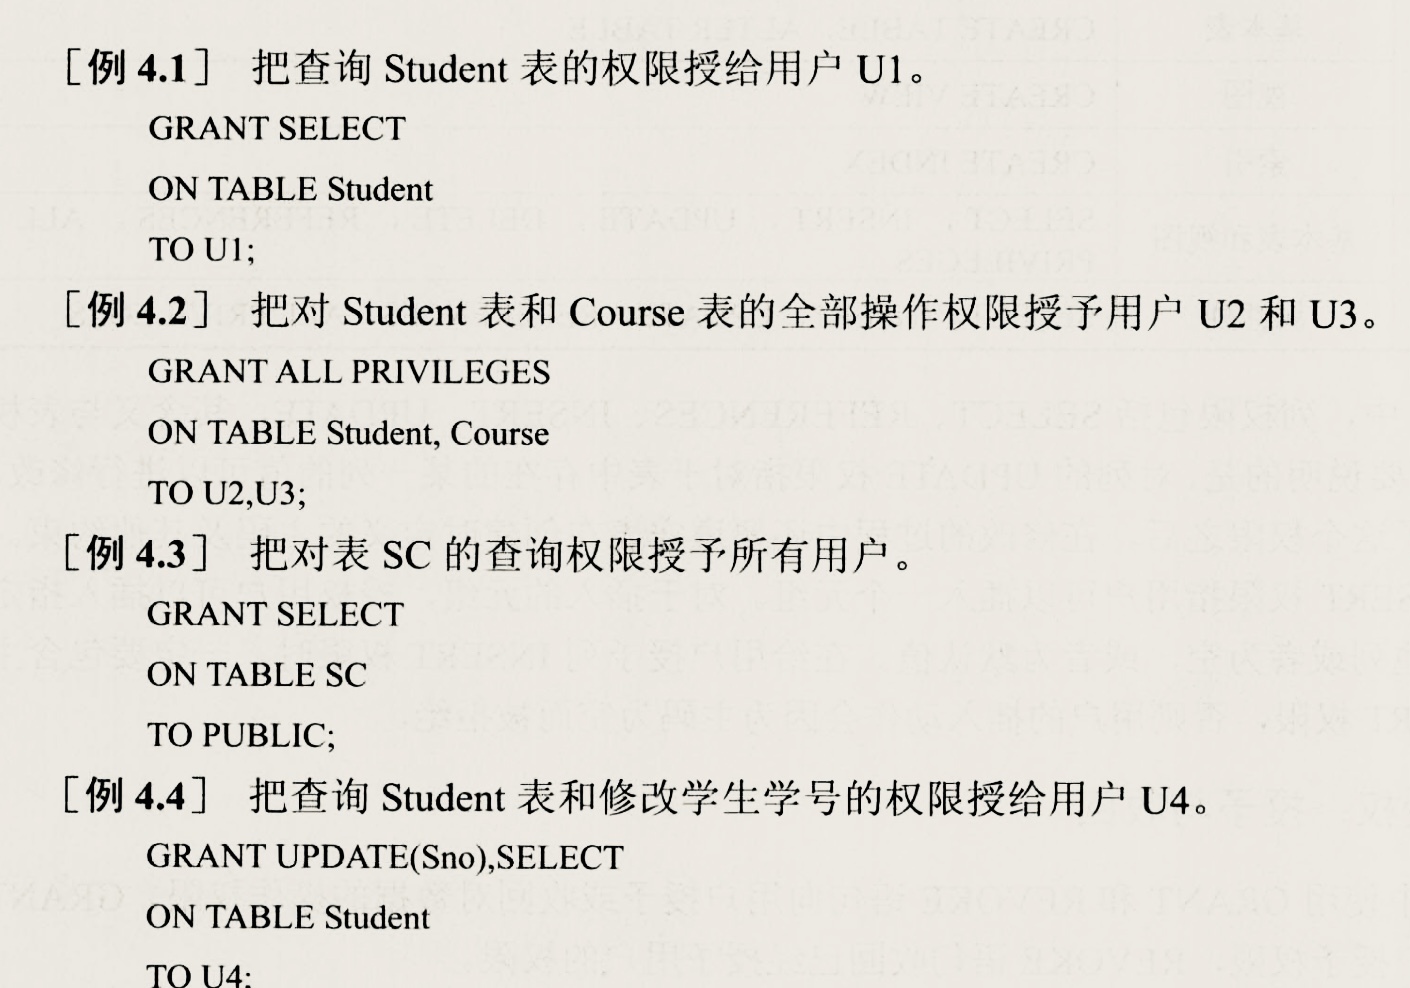 ［例 4.1］ 把查询 Student 表的权限授给用户 U1。
GRANT SELECT
ON TABLE Student
TO U1;
［例 4.2］ 把对 Student 表和 Course 表的全部操作权限授予用户 U2 和 U3。
GRANT ALL PRIVILEGES
ON TABLE Student, Course
TO U2,U3;
［例 4.3］ 把对表 SC 的查询权限授予所有用户。
GRANT SELECT
ON TABLE SC
TO PUBLIC;
［例 4.4］ 把查询 Student 表和修改学生学号的权限授给用户 U4。
GRANT UPDATE(Sno),SELECT
ON TABLE Student
TO U4;